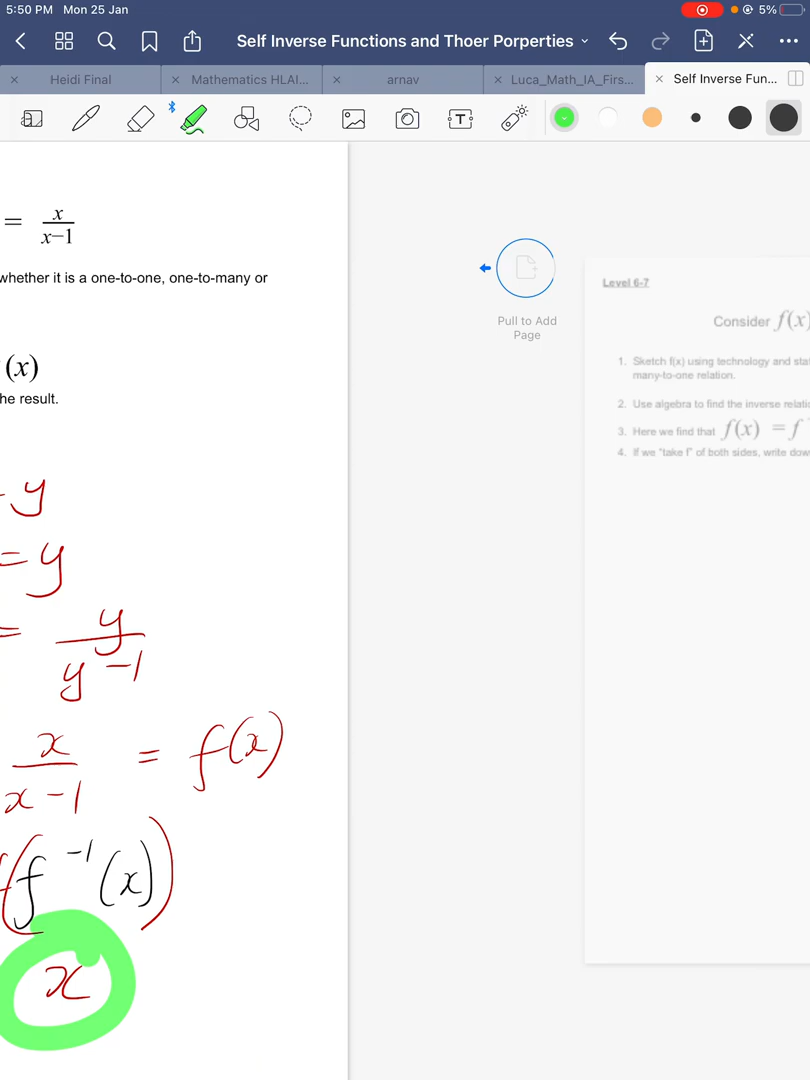 5:50 PM Mon 25 Jan
5%
Self Inverse Functions and Thoer Porperties
Heidi Final
Mathematics HLAI...
arnav
Luca_Math_IA_Firs...
Self Inverse Fun...
= x/(x−1)
whether it is a one-to-one, one-to-many or
(x)
he result.
y
= y
= y/(y −1)
x/(x −1) = f(x)
(f⁻¹(x))
x
Pull to Add
Page
Level 6-7
Consider f(x)
1. Sketch f(x) using technology and sta
many-to-one relation.
2. Use algebra to find the inverse relati
3. Here we find that f(x) = f
4. If we "take f" of both sides, write dow